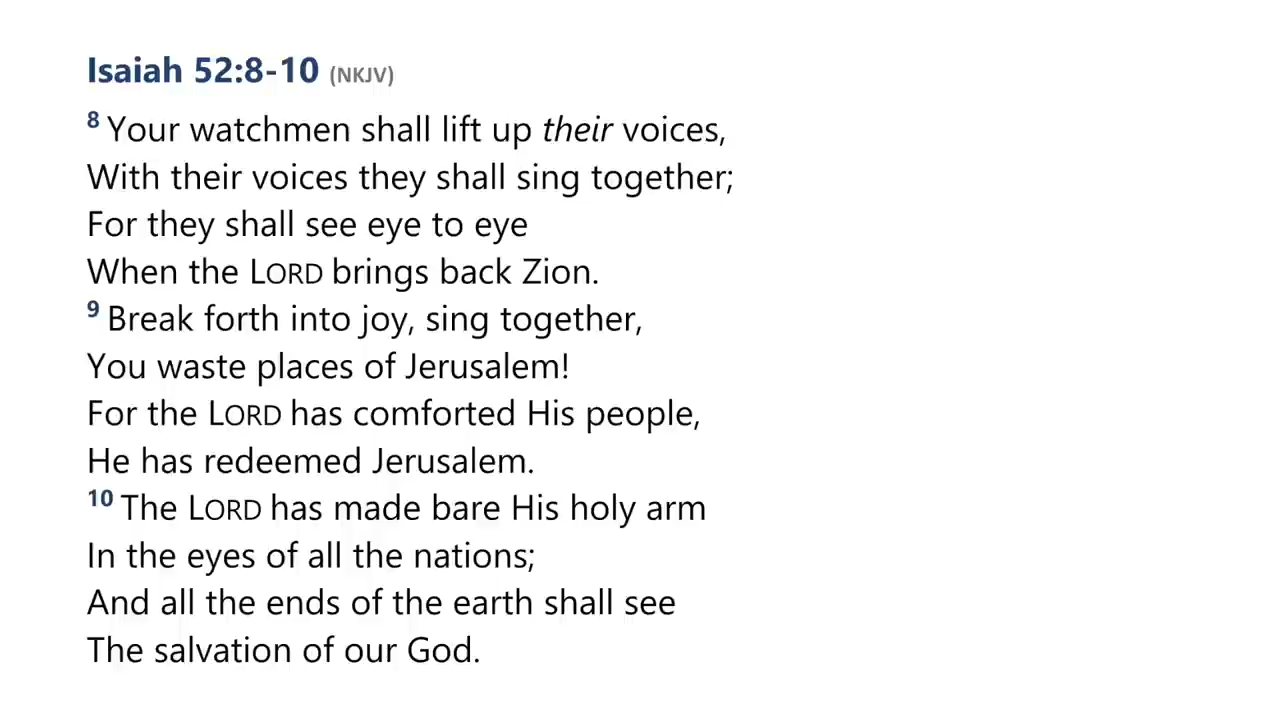 Isaiah 52:8-10 (NKJV)
8 Your watchmen shall lift up their voices,
With their voices they shall sing together;
For they shall see eye to eye
When the LORD brings back Zion.
9 Break forth into joy, sing together,
You waste places of Jerusalem!
For the LORD has comforted His people,
He has redeemed Jerusalem.
10 The LORD has made bare His holy arm
In the eyes of all the nations;
And all the ends of the earth shall see
The salvation of our God.